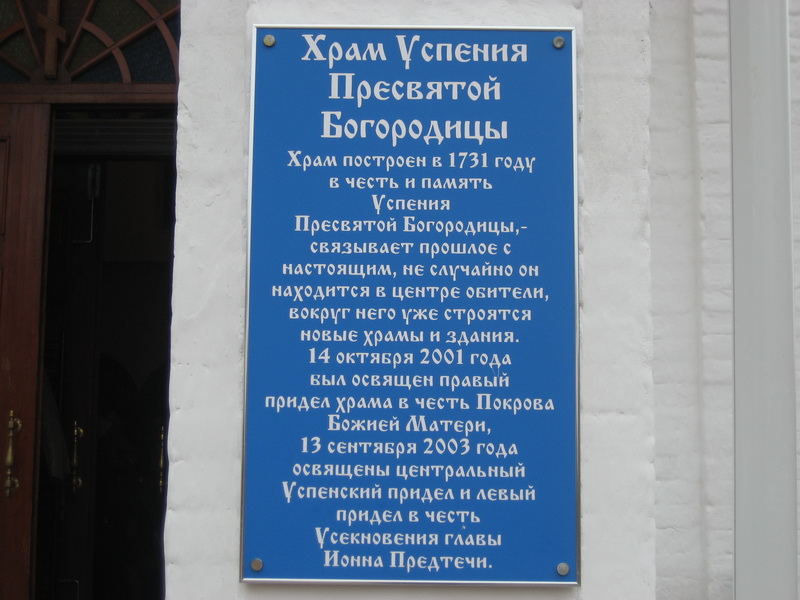 Храм Успения
Пресвятой
Богородицы
Храм построен в 1731 году
в честь и память
Успения
Пресвятой Богородицы,-
связывает прошлое с
настоящим, не случайно он
находится в центре обители,
вокруг него уже строятся
новые храмы и здания.
14 октября 2001 года
был освящен правый
придел храма в честь Покрова
Божией Матери,
13 сентября 2003 года
освящены центральный
Успенский придел и левый
придел в честь
Усекновения главы
Ионна Предтечи.